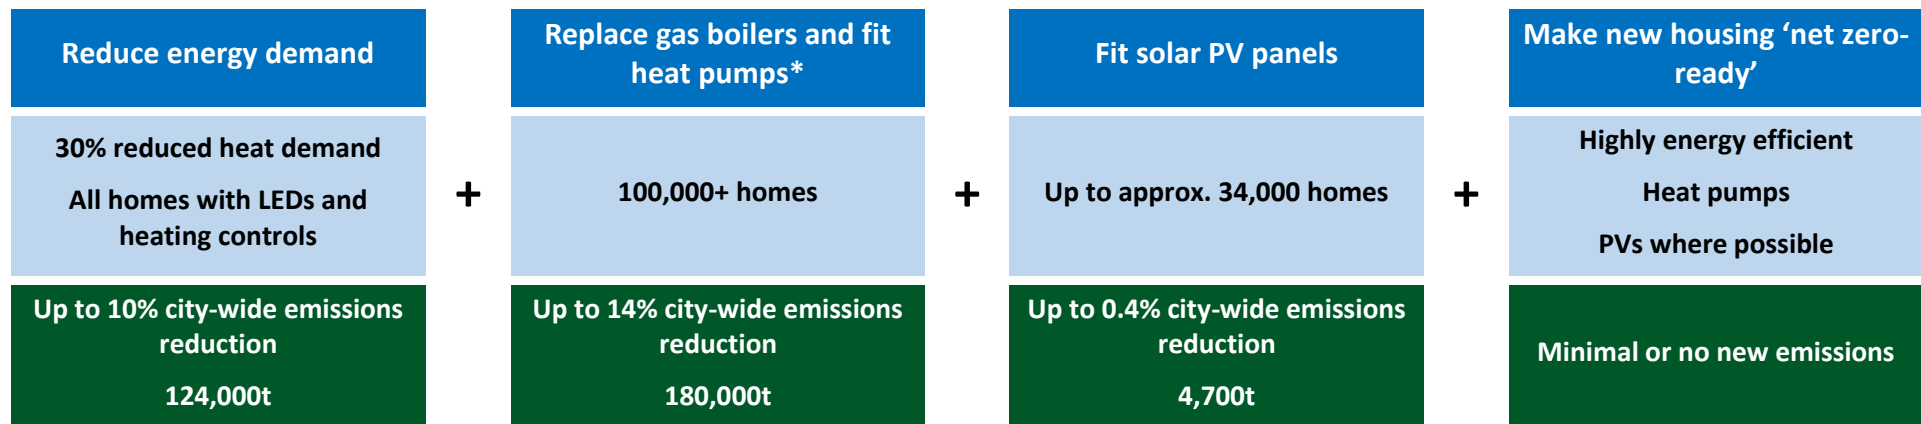 Reduce energy demand
30% reduced heat demand
All homes with LEDs and
heating controls
Up to 10% city-wide emissions
reduction
124,000t
+
Replace gas boilers and fit
heat pumps*
100,000+ homes
Up to 14% city-wide emissions
reduction
180,000t
+
Fit solar PV panels
Up to approx. 34,000 homes
Up to 0.4% city-wide emissions
reduction
4,700t
+
Make new housing ‘net zero-
ready’
Highly energy efficient
Heat pumps
PVs where possible
Minimal or no new emissions